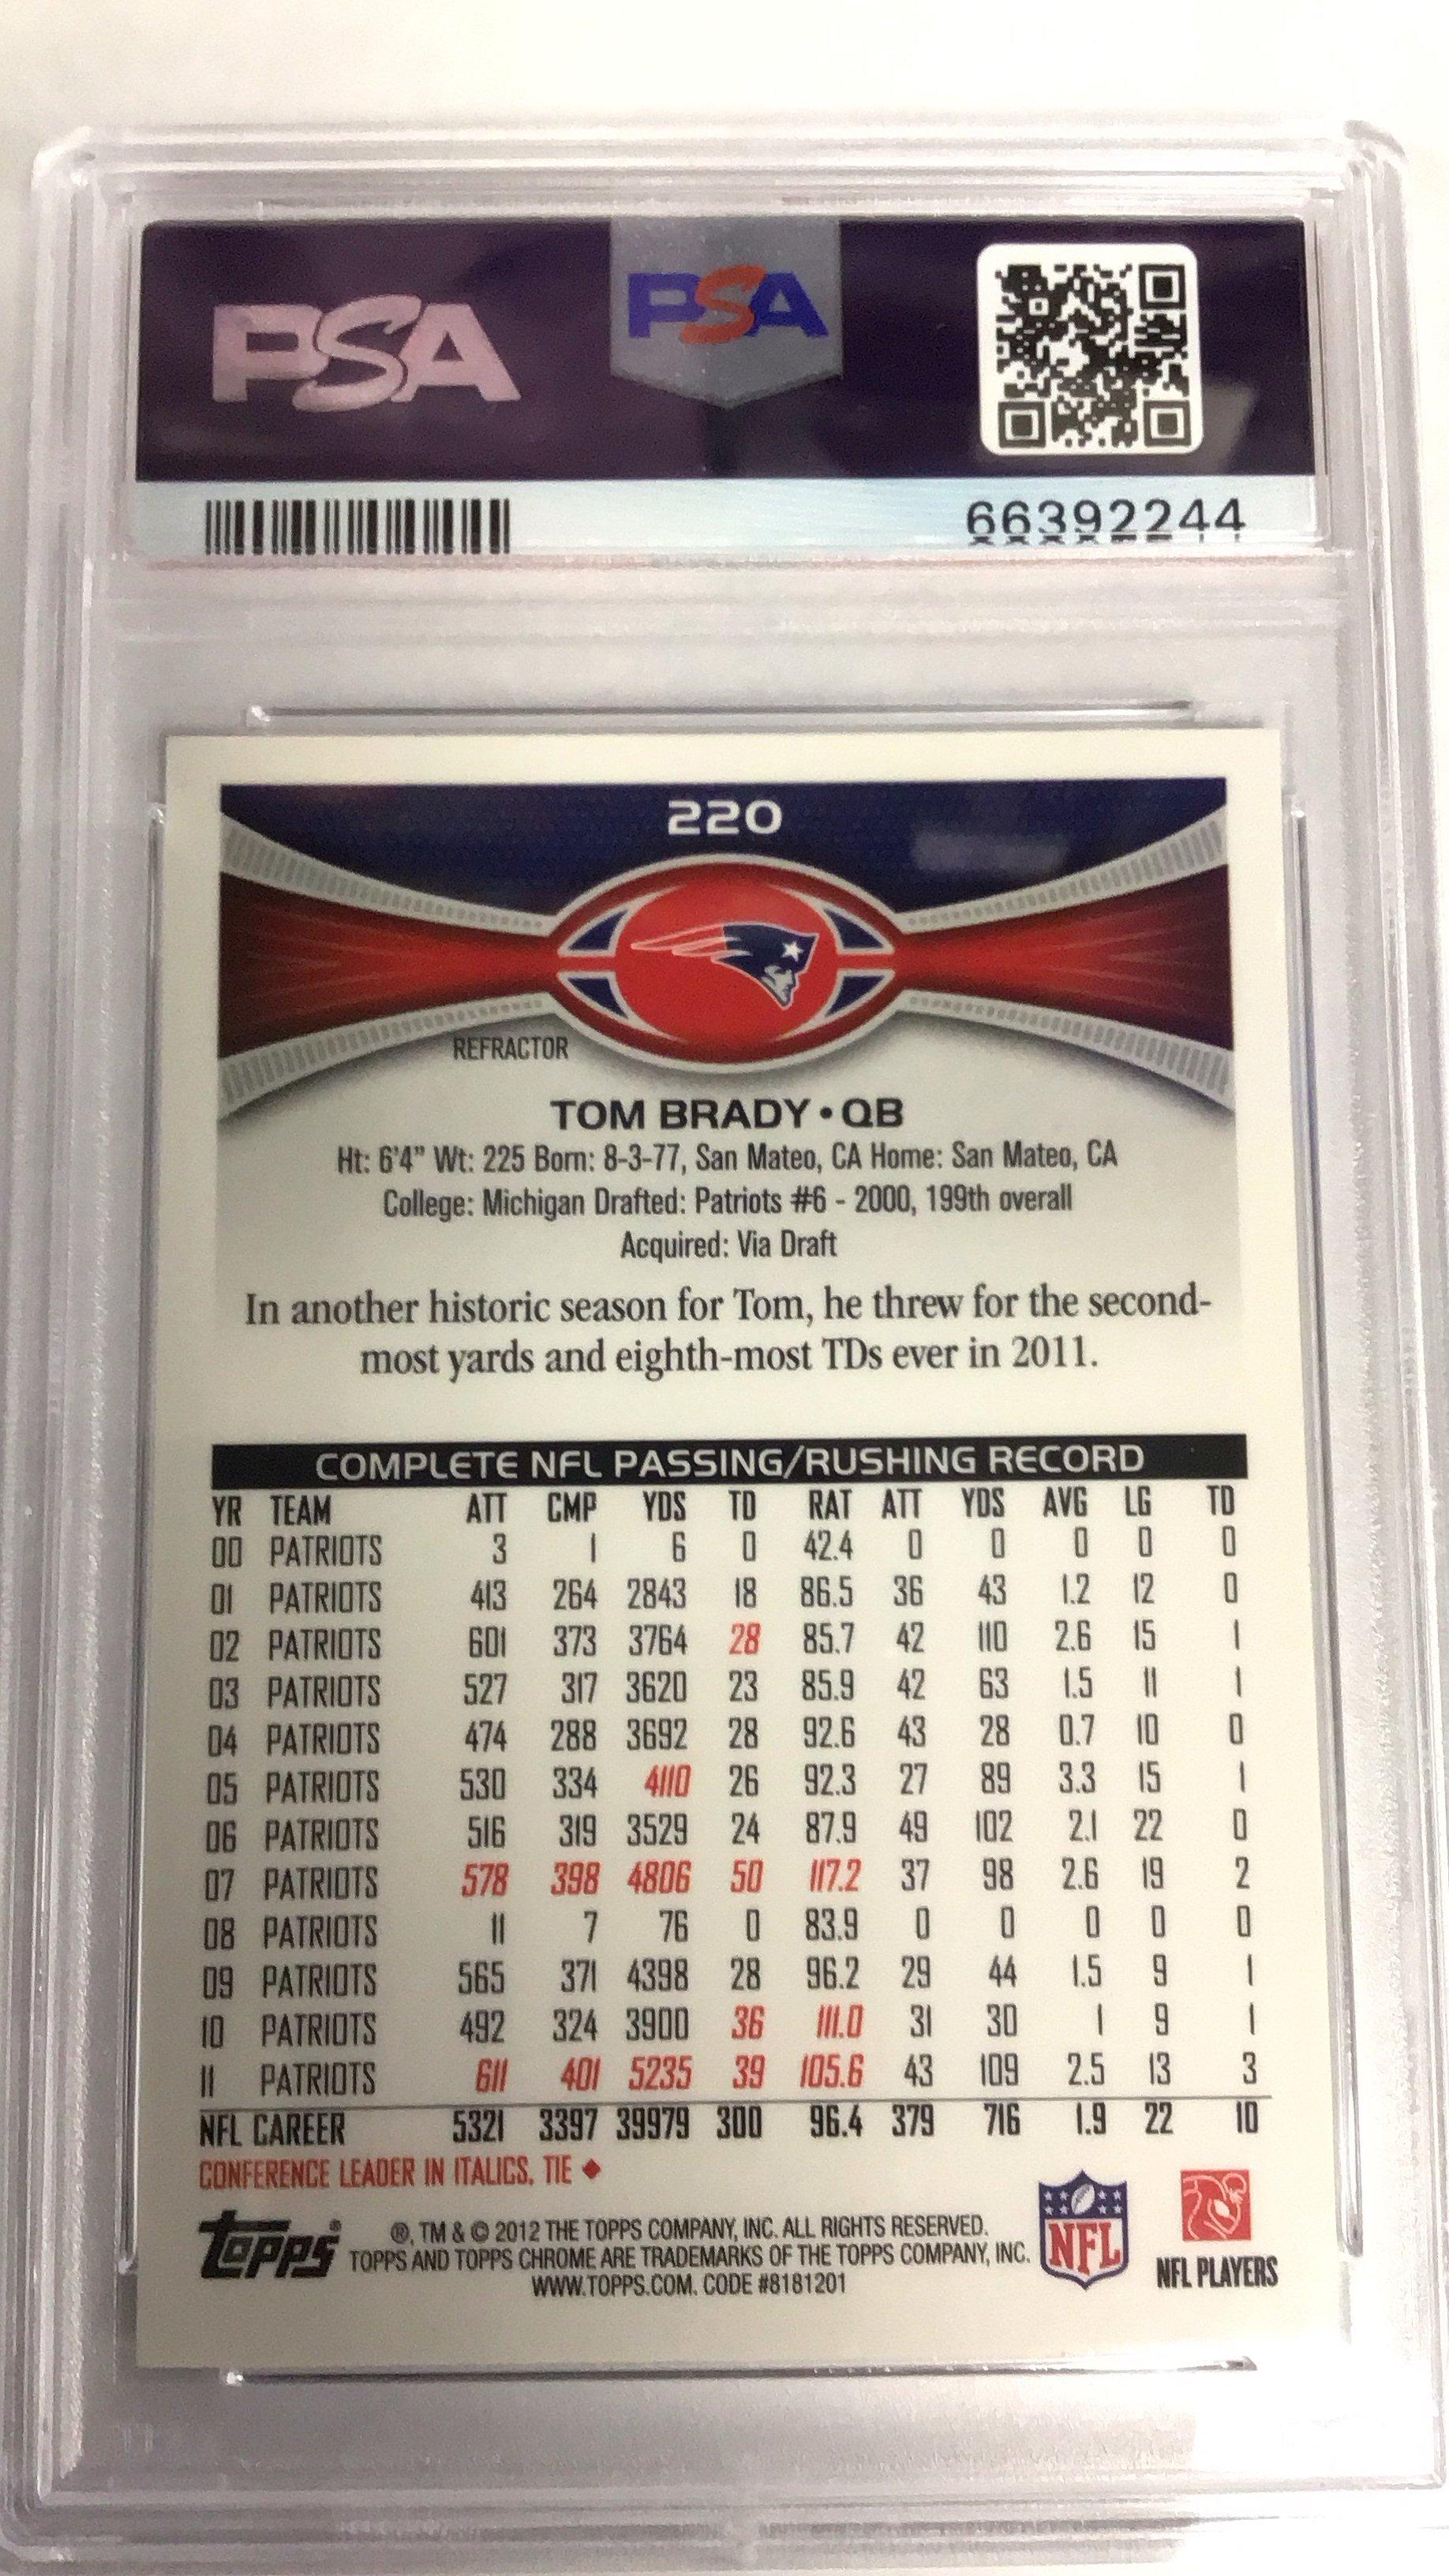 PSA
PSA
66392244
220
REFRACTOR
TOM BRADY • QB
Ht: 6'4" Wt: 225 Born: 8-3-77, San Mateo, CA Home: San Mateo, CA
College: Michigan Drafted: Patriots #6 - 2000, 199th overall
Acquired: Via Draft
In another historic season for Tom, he threw for the second-
most yards and eighth-most TDs ever in 2011.
COMPLETE NFL PASSING/RUSHING RECORD
YR TEAM ATT CMP YDS TD RAT ATT YDS AVG LG TD
00 PATRIOTS 3 1 6 0 42.4 0 0 0 0 0
01 PATRIOTS 413 264 2843 18 86.5 36 43 1.2 12 0
02 PATRIOTS 601 373 3764 28 85.7 42 110 2.6 15 1
03 PATRIOTS 527 317 3620 23 85.9 42 63 1.5 11 1
04 PATRIOTS 474 288 3692 28 92.6 43 28 0.7 10 0
05 PATRIOTS 530 334 4110 26 92.3 27 89 3.3 15 1
06 PATRIOTS 516 319 3529 24 87.9 49 102 2.1 22 0
07 PATRIOTS 578 398 4806 50 117.2 37 98 2.6 19 2
08 PATRIOTS 11 7 76 0 83.9 0 0 0 0 0
09 PATRIOTS 565 371 4398 28 96.2 29 44 1.5 9 1
10 PATRIOTS 492 324 3900 36 111.0 31 30 1 9 1
11 PATRIOTS 611 401 5235 39 105.6 43 109 2.5 13 3
NFL CAREER 5321 3397 39979 300 96.4 379 716 1.9 22 10
CONFERENCE LEADER IN ITALICS. TIE ◆
topps®
®, TM & © 2012 THE TOPPS COMPANY, INC. ALL RIGHTS RESERVED.
TOPPS AND TOPPS CHROME ARE TRADEMARKS OF THE TOPPS COMPANY, INC.
WWW.TOPPS.COM. CODE #8181201
NFL
NFL PLAYERS